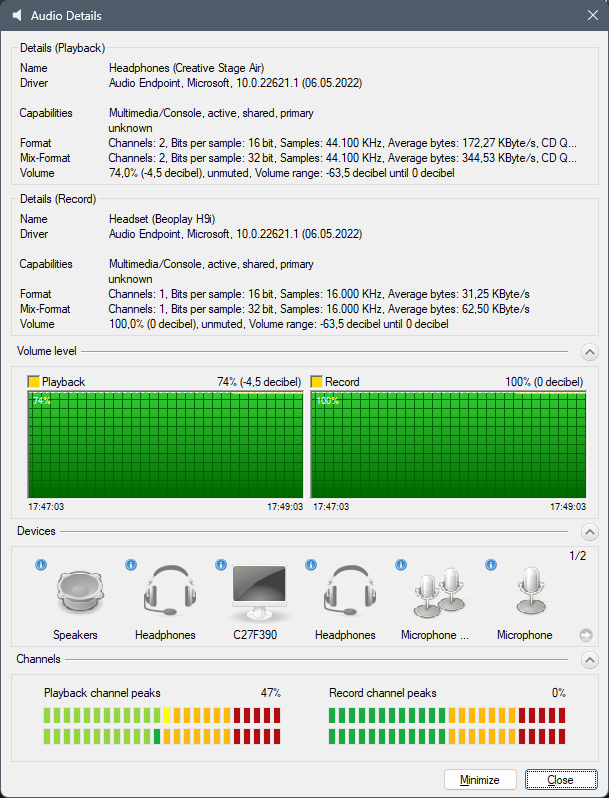 Audio Details
Details (Playback)
Name Headphones (Creative Stage Air)
Driver Audio Endpoint, Microsoft, 10.0.22621.1 (06.05.2022)
Capabilities Multimedia/Console, active, shared, primary
unknown
Format Channels: 2, Bits per sample: 16 bit, Samples: 44.100 KHz, Average bytes: 172,27 KByte/s, CD Q...
Mix-Format Channels: 2, Bits per sample: 32 bit, Samples: 44.100 KHz, Average bytes: 344,53 KByte/s, CD Q...
Volume 74,0% (-4,5 decibel), unmuted, Volume range: -63,5 decibel until 0 decibel
Details (Record)
Name Headset (Beoplay H9i)
Driver Audio Endpoint, Microsoft, 10.0.22621.1 (06.05.2022)
Capabilities Multimedia/Console, active, shared, primary
unknown
Format Channels: 1, Bits per sample: 16 bit, Samples: 16.000 KHz, Average bytes: 31,25 KByte/s
Mix-Format Channels: 1, Bits per sample: 32 bit, Samples: 16.000 KHz, Average bytes: 62,50 KByte/s
Volume 100,0% (0 decibel), unmuted, Volume range: -63,5 decibel until 0 decibel
Volume level
Playback 74% (-4,5 decibel) Record 100% (0 decibel)
74% 100%
17:47:03 17:49:03 17:47:03 17:49:03
Devices
1/2
Speakers Headphones C27F390 Headphones Microphone ... Microphone
Channels
Playback channel peaks 47% Record channel peaks 0%
Minimize Close